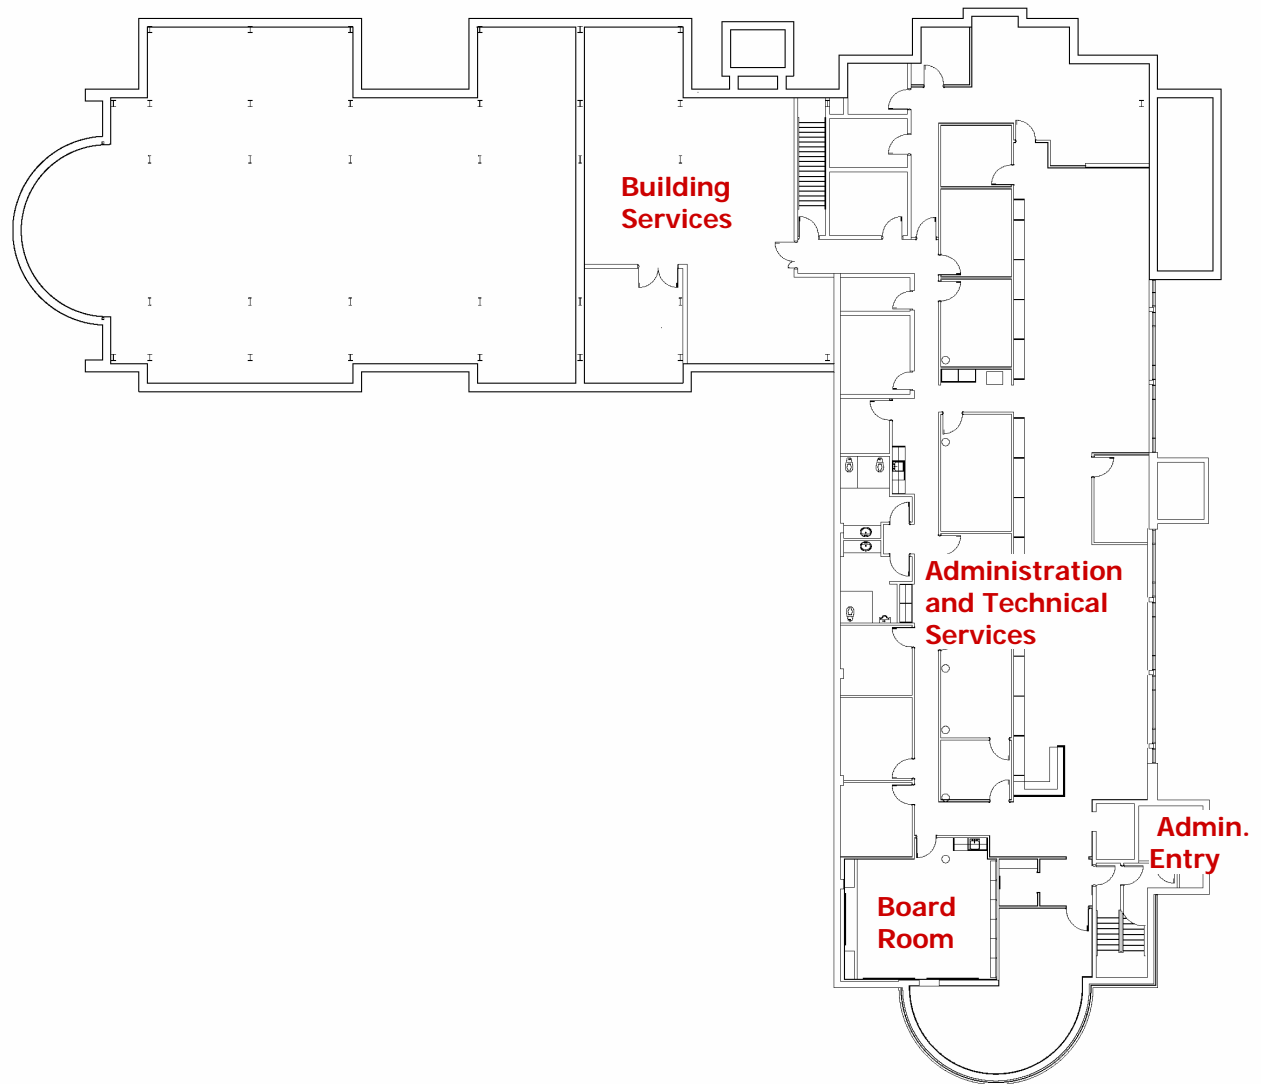 Building
Services
Administration
and Technical
Services
Admin.
Entry
Board
Room